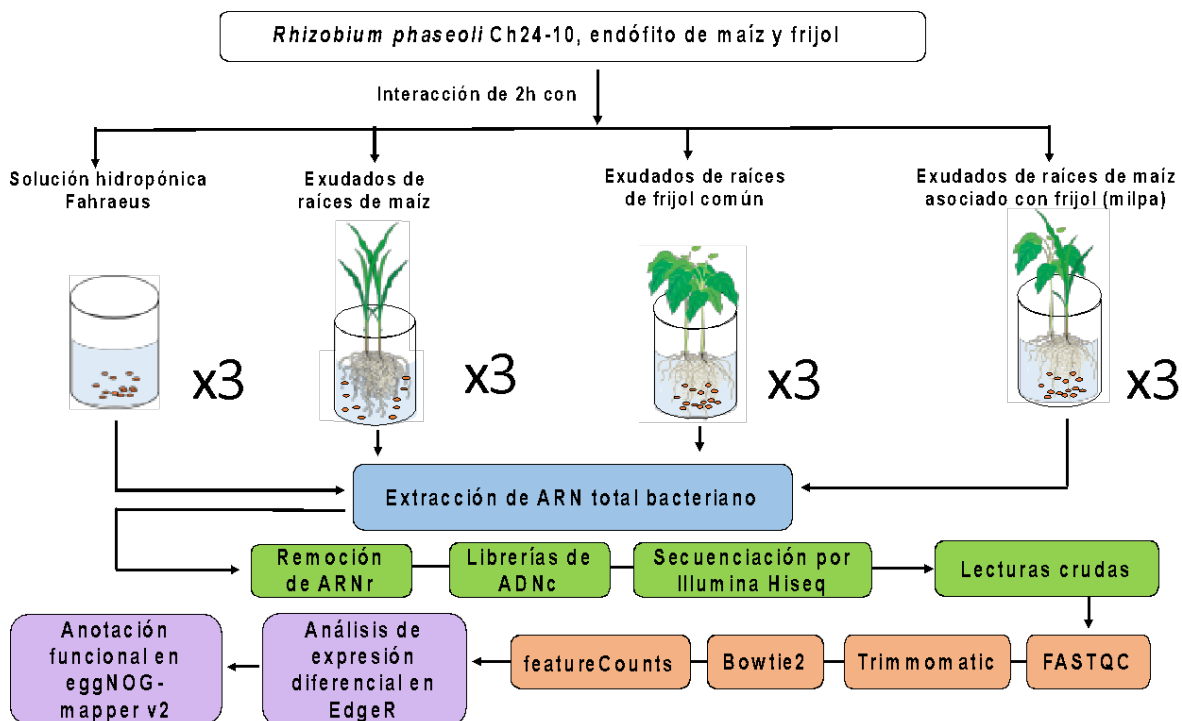 Rhizobium phaseoli Ch24-10, endófito de maíz y frijol
Interacción de 2h con
Solución hidropónica
Fahraeus
Exudados de
raíces de maíz
Exudados de raíces
de frijol común
Exudados de raíces de maíz
asociado con frijol (milpa)
x3
x3
x3
x3
Extracción de ARN total bacteriano
Remoción
de ARNr
Librerías de
ADNc
Secuenciación por
Illumina Hiseq
Lecturas crudas
FASTQC
Trimmomatic
Bowtie2
featureCounts
Análisis de
expresión
diferencial en
EdgeR
Anotación
funcional en
eggNOG-
mapper v2